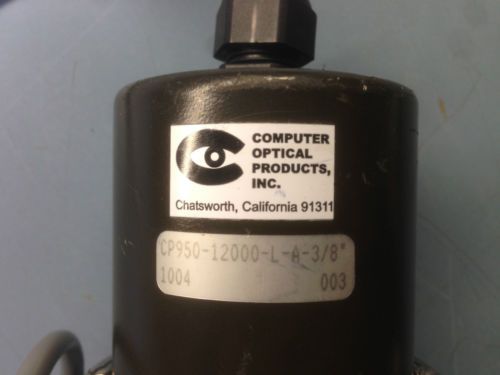 COMPUTER
OPTICAL
PRODUCTS,
INC.
Chatsworth, California 91311
CP950-12000-L-A-3/8"
1004 003